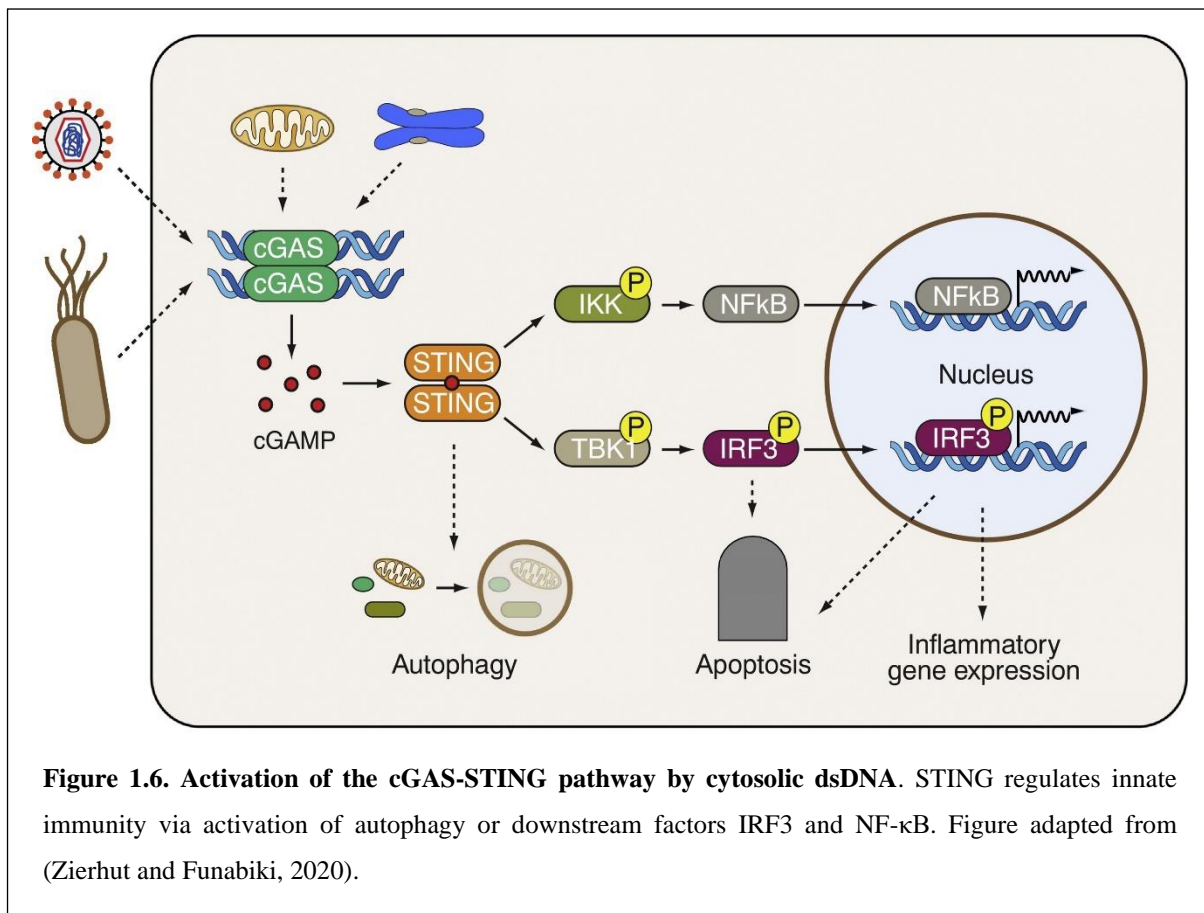 cGAS
cGAS
cGAMP
STING
STING
P
IKK
NFkB
P
TBK1
P
IRF3
NFkB
Nucleus
P
IRF3
Autophagy
Apoptosis
Inflammatory
gene expression
Figure 1.6. Activation of the cGAS-STING pathway by cytosolic dsDNA. STING regulates innate
immunity via activation of autophagy or downstream factors IRF3 and NF-κB. Figure adapted from
(Zierhut and Funabiki, 2020).